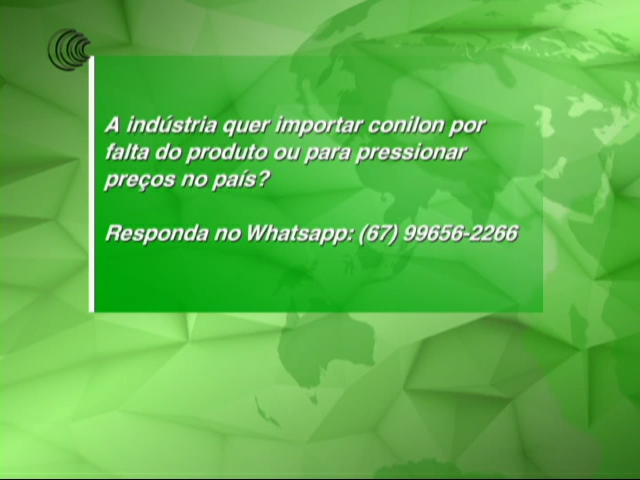 A indústria quer importar conilon por
falta do produto ou para pressionar
preços no país?
Responda no Whatsapp: (67) 99656-2266